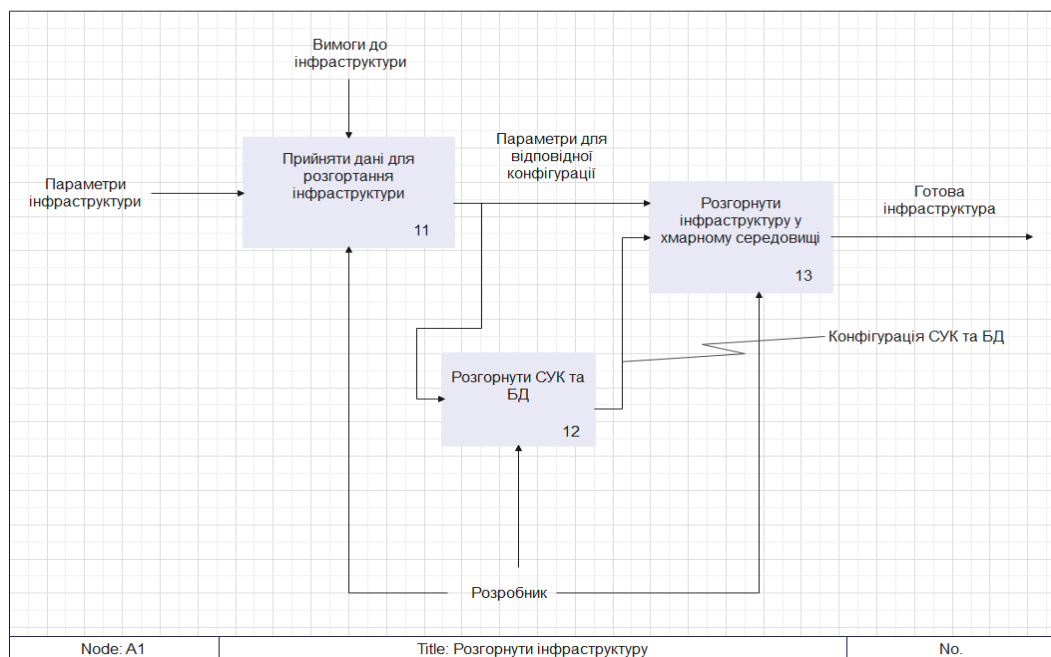 Вимоги до
інфраструктури
Прийняти дані для
розгортання
інфраструктури
11
Параметри
інфраструктури
Параметри для
відповідної
конфігурації
Розгорнути
інфраструктуру у
хмарному середовищі
13
Готова
інфраструктура
Конфігурація СУК та БД
Розгорнути СУК та
БД
12
Розробник
Node: A1
Title: Розгорнути інфраструктуру
No.